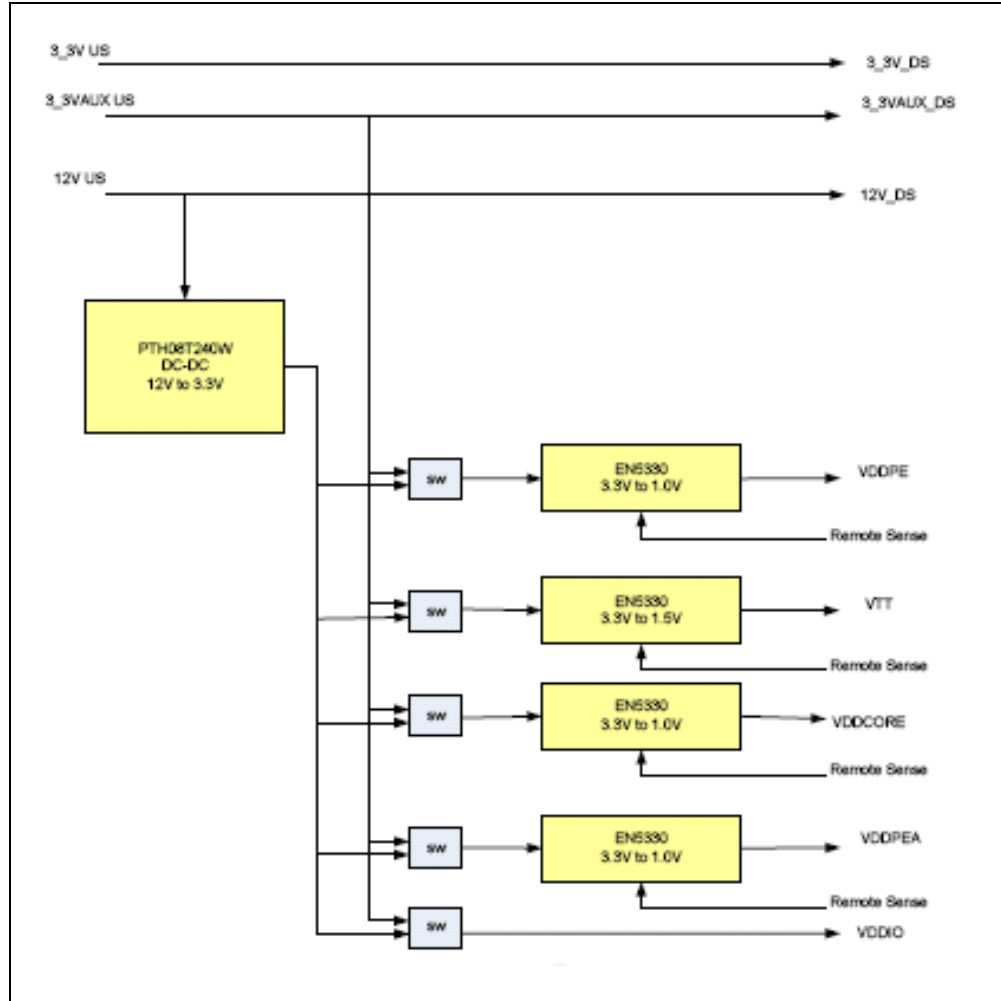 3_3V US
3_3V_DS
3_3VAUX US
3_3VAUX_DS
12V US
12V_DS
PTH08T240W
DC-DC
12V to 3.3V
SW
EN5330
3.3V to 1.0V
VDDPE
Remote Sense
SW
EN5330
3.3V to 1.5V
VTT
Remote Sense
SW
EN5330
3.3V to 1.0V
VDDCORE
Remote Sense
SW
EN5330
3.3V to 1.0V
VDDPEA
Remote Sense
SW
VDDIO